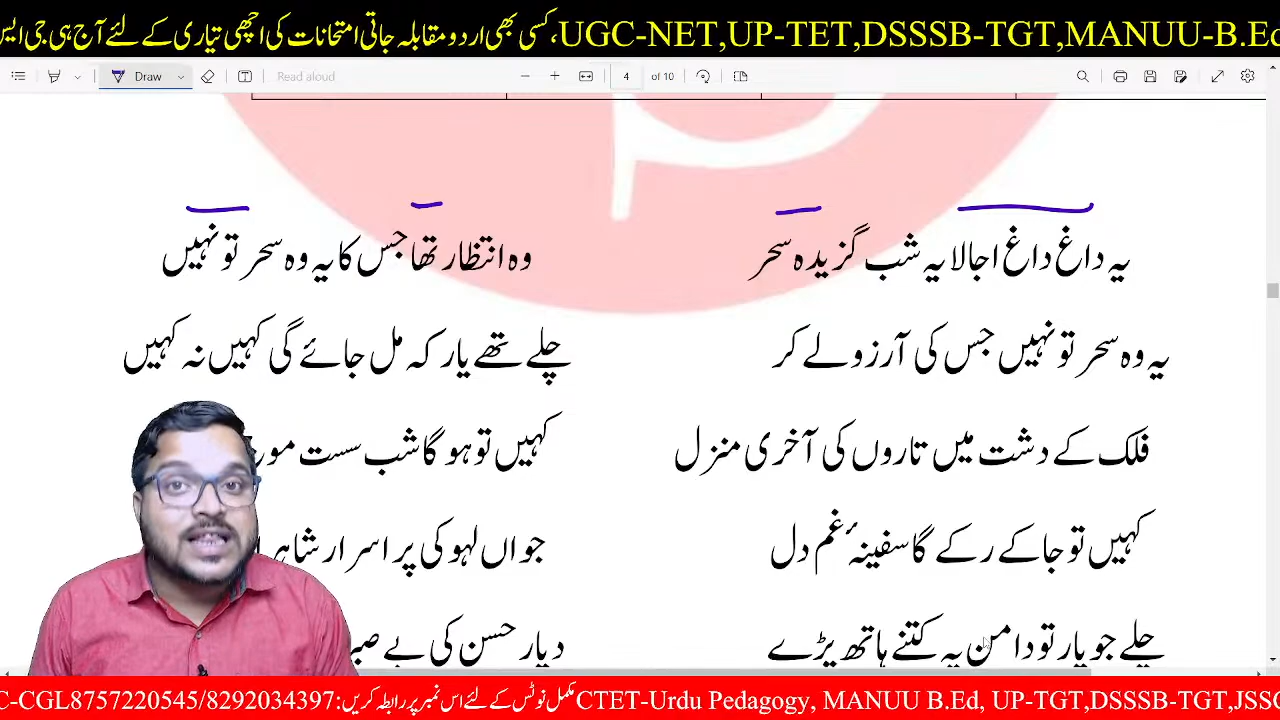 کسی بھی اردو مقابلہ جاتی امتحانات کی اچھی تیاری کے لئے آج ہی جی ایس ،UGC-NET,UP-TET,DSSSB-TGT,MANUU-B.Ed
Draw Read aloud 4 of 10
یہ داغ داغ اجالا یہ شب گزیدہ سحر وہ انتظار تھا جس کا یہ وہ سحر تو نہیں
یہ وہ سحر تو نہیں جس کی آرزو لے کر چلے تھے یار کہ مل جائے گی کہیں نہ کہیں
فلک کے دشت میں تاروں کی آخری منزل کہیں تو ہو گا شب سست
کہیں تو جا کے رکے گا سفینۂ غم دل جواں لہو کی پر اسرار
چلے جو یار تو دامن پہ کتنے ہاتھ پڑے دیار حسن کی بے
C-CGL8757220545/8292034397:مکمل نوٹس کے لئے اس نمبر پر رابطہ کریں CTET-Urdu Pedagogy, MANUU B.Ed, UP-TGT,DSSSB-TGT,JSSC